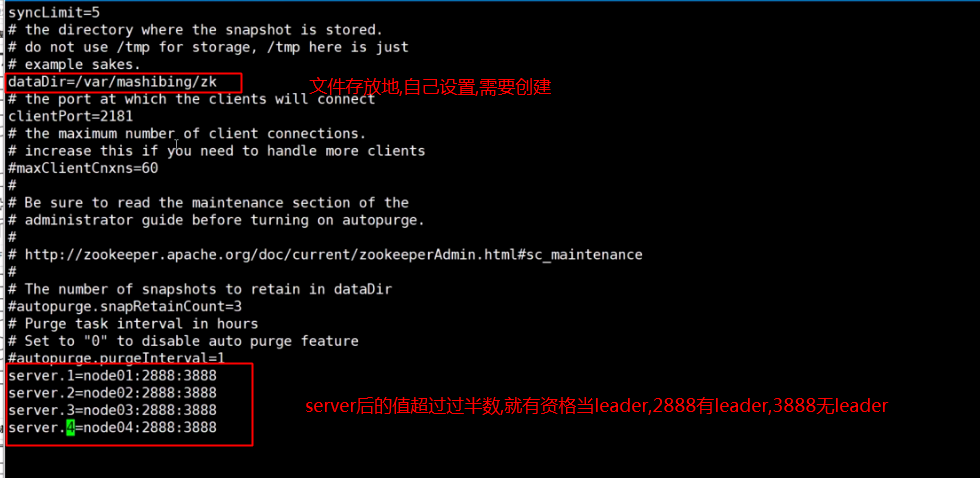 syncLimit=5
# the directory where the snapshot is stored.
# do not use /tmp for storage, /tmp here is just
# example sakes.
dataDir=/var/mashibing/zk
文件存放地,自己设置,需要创建
# the port at which the clients will connect
clientPort=2181
# the maximum number of client connections.
# increase this if you need to handle more clients
#maxClientCnxns=60
#
# Be sure to read the maintenance section of the
# administrator guide before turning on autopurge.
#
# http://zookeeper.apache.org/doc/current/zookeeperAdmin.html#sc_maintenance
#
# The number of snapshots to retain in dataDir
#autopurge.snapRetainCount=3
# Purge task interval in hours
# Set to "0" to disable auto purge feature
#autopurge.purgeInterval=1
server.1=node01:2888:3888
server.2=node02:2888:3888
server.3=node03:2888:3888
server后的值超过过半数,就有资格当leader,2888有leader,3888无leader
server.4=node04:2888:3888